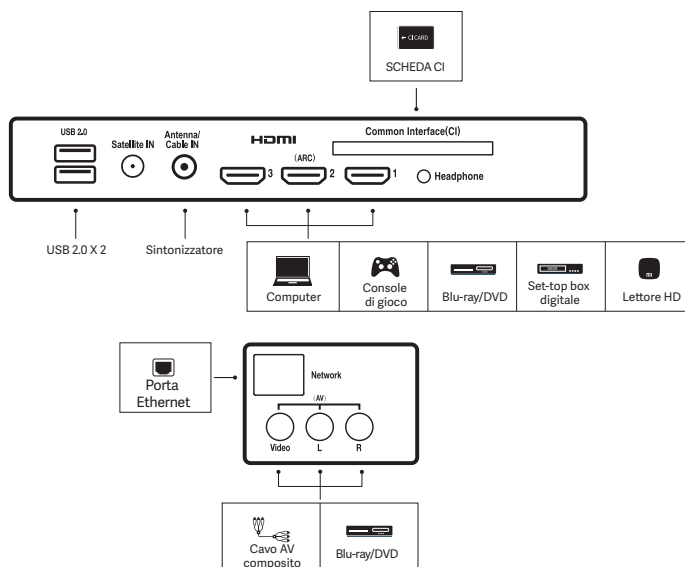 ← CI CARD
SCHEDA CI
USB 2.0
Satellite IN
Antenna/
Cable IN
HDMI
Common Interface(CI)
(ARC)
3
2
1
Headphone
USB 2.0 X 2
Sintonizzatore
Computer
Console
di gioco
Blu-ray/DVD
Set-top box
digitale
Lettore HD
Porta
Ethernet
Network
(AV)
Video
L
R
Cavo AV
composito
Blu-ray/DVD